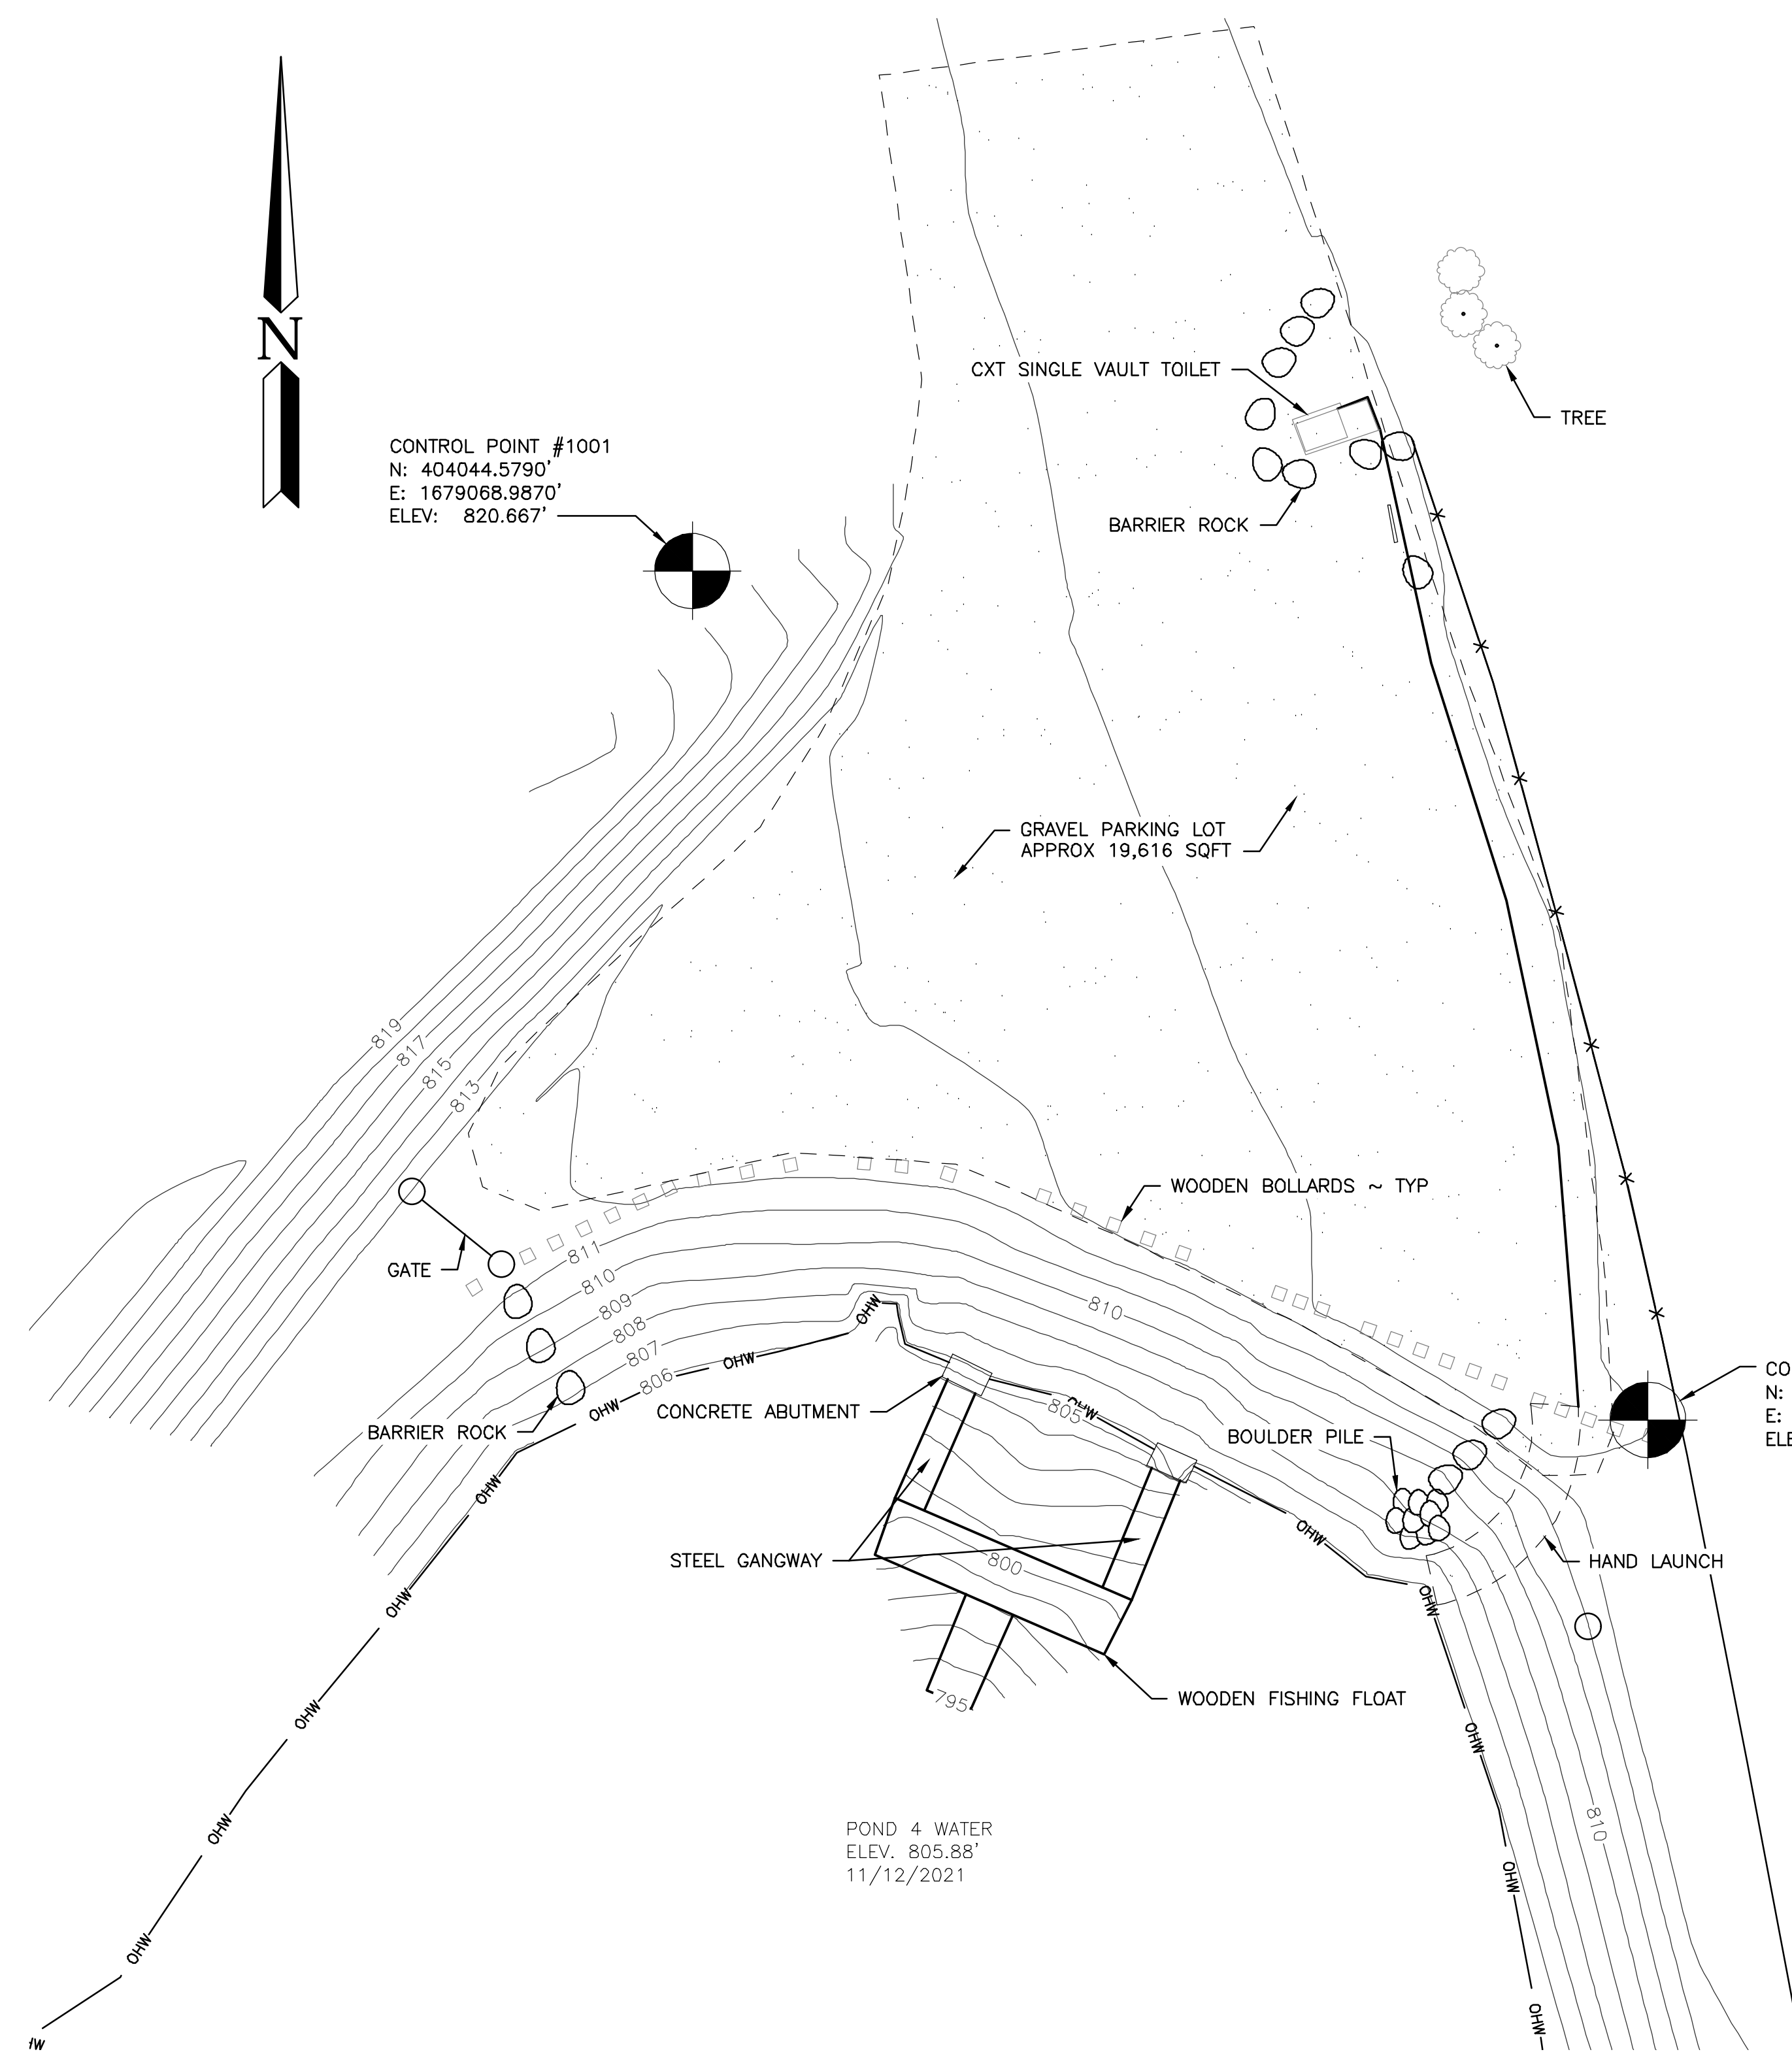 N
CXT SINGLE VAULT TOILET
TREE
CONTROL POINT #1001
N: 404044.5790'
E: 1679068.9870'
ELEV: 820.667'
BARRIER ROCK
GRAVEL PARKING LOT
APPROX 19,616 SQFT
819
817
815
813
WOODEN BOLLARDS ~ TYP
GATE
811
810
809
808
807
806
810
OHW
OHW
OHW
OHW
805
CONCRETE ABUTMENT
BARRIER ROCK
BOULDER PILE
CO
N:
E:
ELE
OHW
OHW
STEEL GANGWAY
800
HAND LAUNCH
OHW
OHW
795
WOODEN FISHING FLOAT
OHW
OHW
POND 4 WATER
ELEV. 805.88'
11/12/2021
810
OHW
OHW
OHW
OHW